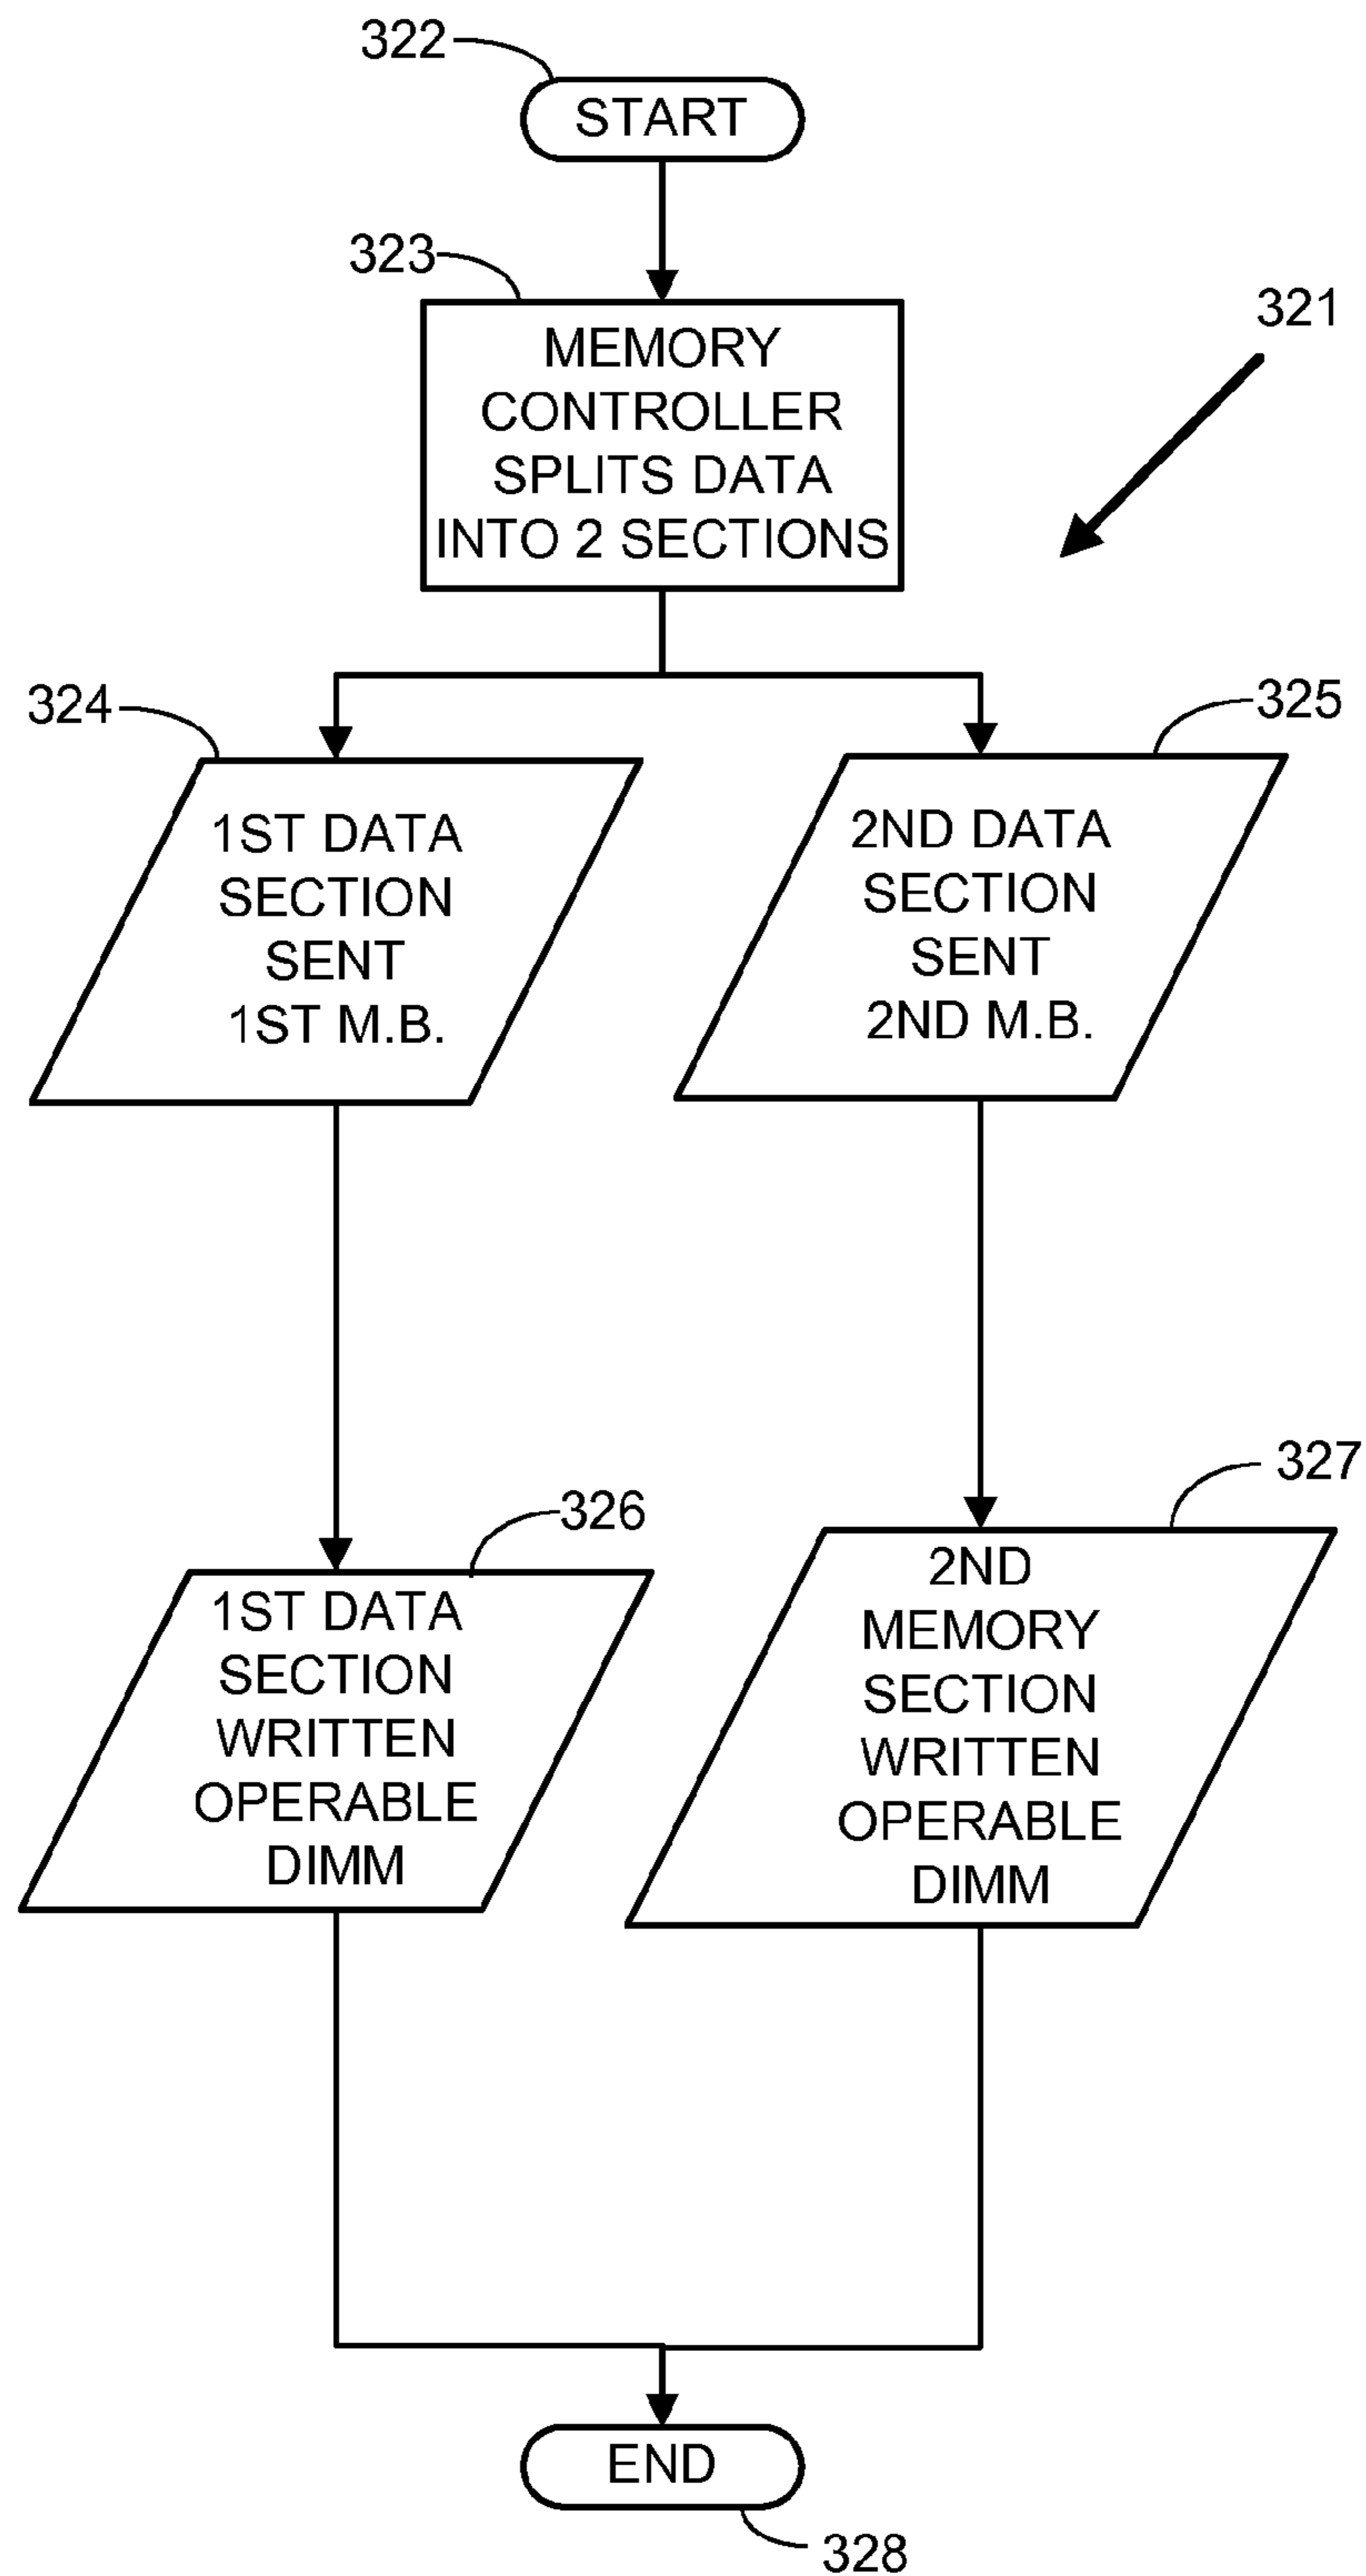 322
START
323
MEMORY
CONTROLLER
SPLITS DATA
INTO 2 SECTIONS
321
324
1ST DATA
SECTION
SENT
1ST M.B.
325
2ND DATA
SECTION
SENT
2ND M.B.
326
1ST DATA
SECTION
WRITTEN
OPERABLE
DIMM
327
2ND
MEMORY
SECTION
WRITTEN
OPERABLE
DIMM
END
328